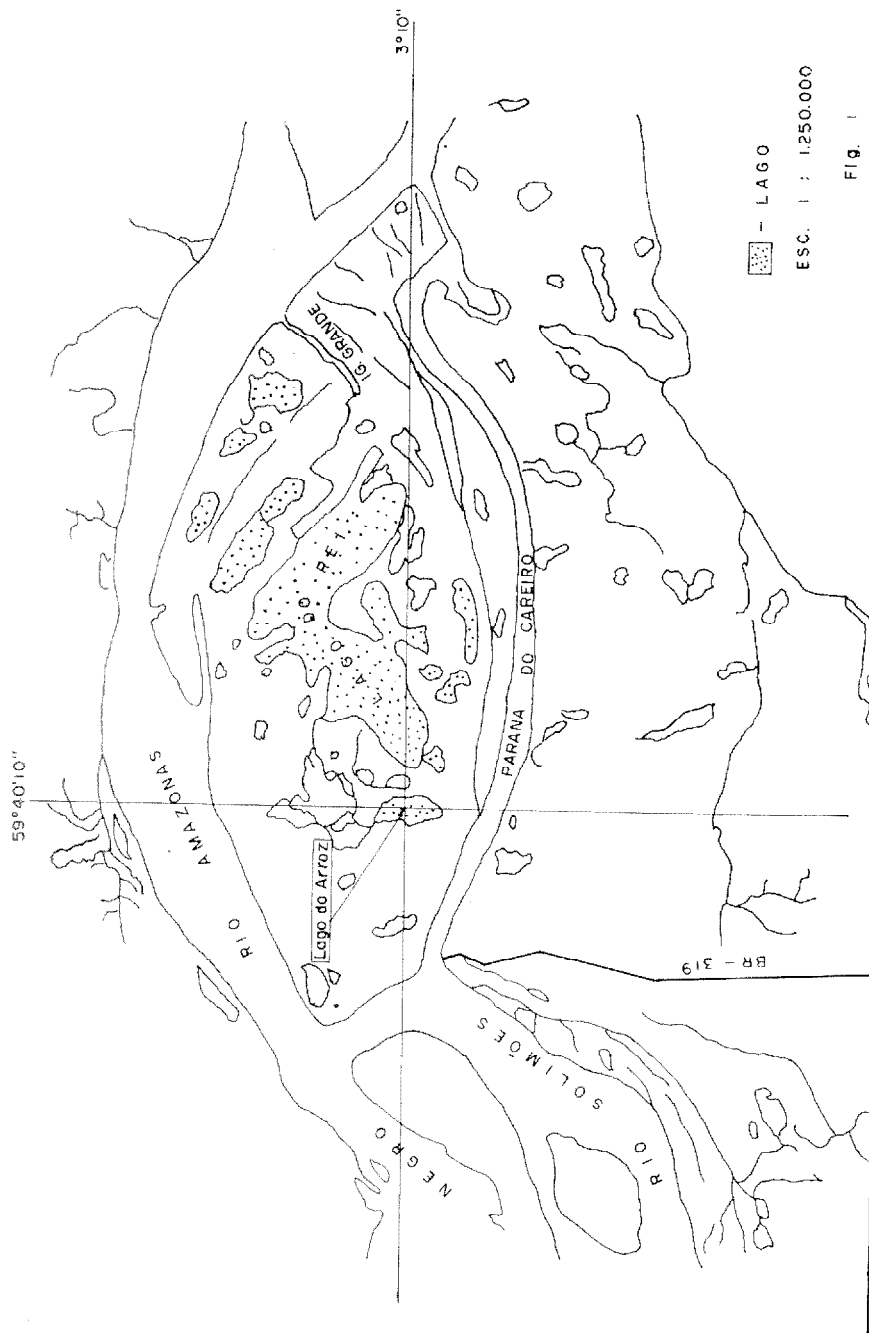 59°40'10"
3°10"
RIO AMAZONAS
IG. GRANDE
LAGO DO REI
Lago do Arroz
PARANA DO CAREIRO
NEGRO
RIO SOLIMÕES
BR-319
- LAGO
ESC. 1 : 1.250.000
Fig. 1